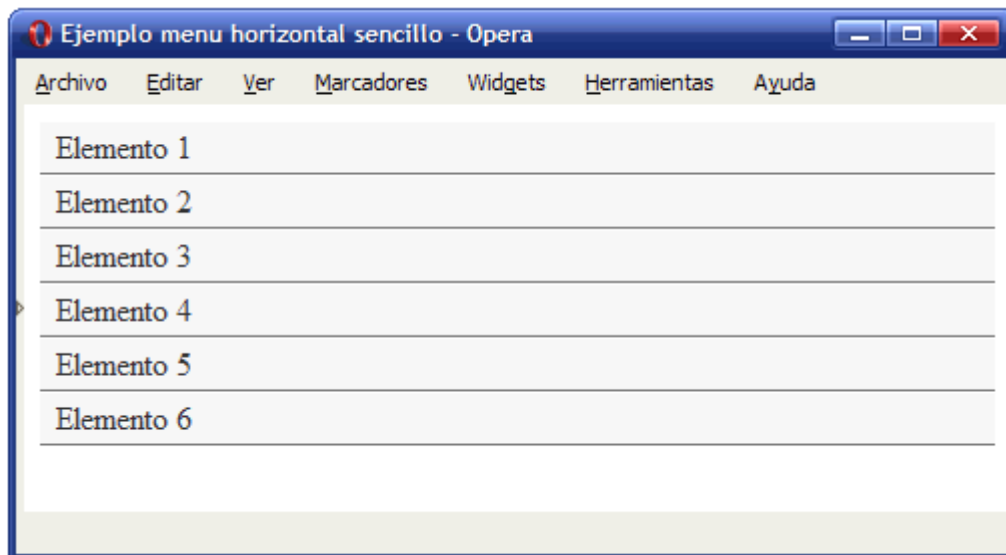 Ejemplo menu horizontal sencillo - Opera
Archivo Editar Ver Marcadores Widgets Herramientas Ayuda
Elemento 1
Elemento 2
Elemento 3
Elemento 4
Elemento 5
Elemento 6